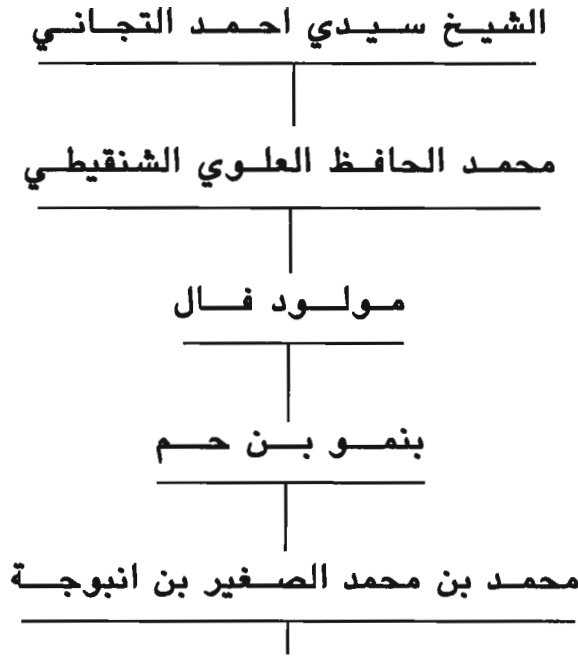 الشيخ سيدي احمد التجاني
محمد الحافظ العلوي الشنقيطي
مولود فال
بنمو بن حم
محمد بن محمد الصغير بن انبوجة